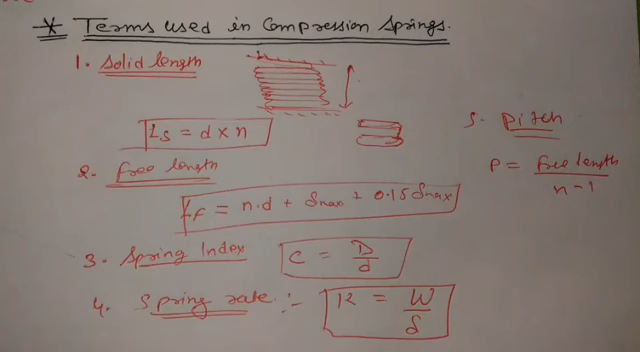 * Terms used in Compression Springs.
1. Solid length
Ls = d × n
2. free length
LF = n.d + δmax + 0.15 δmax
3. Spring Index C = D/d
4. Spring rate :- K = W/δ
5. Pitch
P = free length / n-1